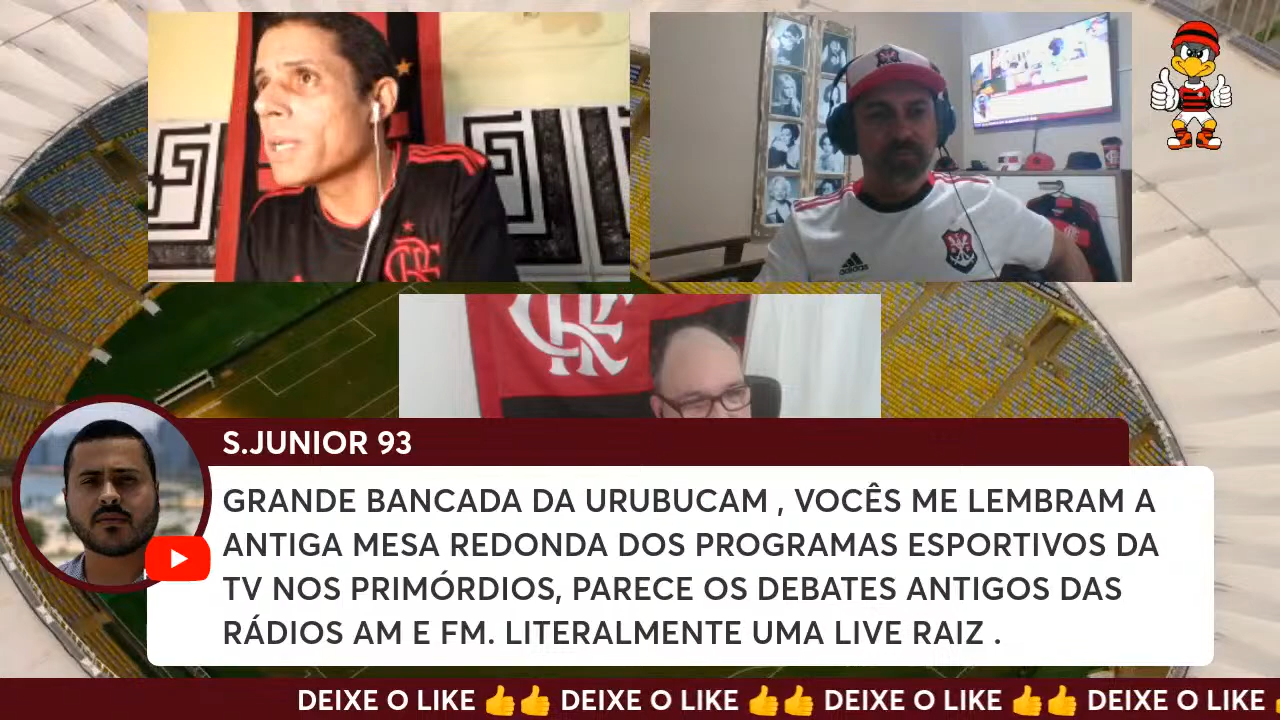 adidas
S.JUNIOR 93
GRANDE BANCADA DA URUBUCAM , VOCÊS ME LEMBRAM A
ANTIGA MESA REDONDA DOS PROGRAMAS ESPORTIVOS DA
TV NOS PRIMÓRDIOS, PARECE OS DEBATES ANTIGOS DAS
RÁDIOS AM E FM. LITERALMENTE UMA LIVE RAIZ .
DEIXE O LIKE 👍👍 DEIXE O LIKE 👍👍 DEIXE O LIKE 👍👍 DEIXE O LIKE